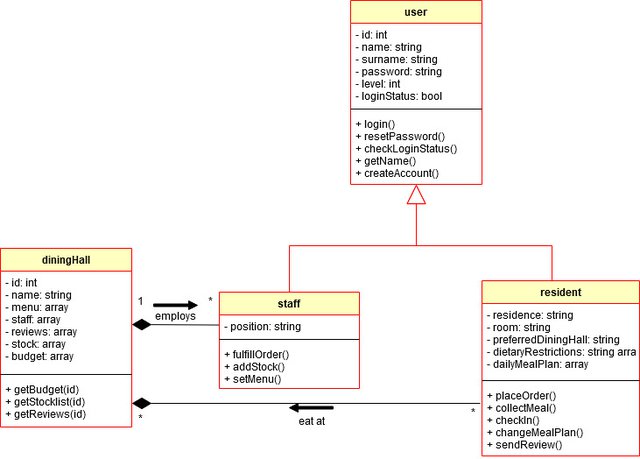 user
- id: int
- name: string
- surname: string
- password: string
- level: int
- loginStatus: bool
+ login()
+ resetPassword()
+ checkLoginStatus()
+ getName()
+ createAccount()
diningHall
- id: int
- name: string
- menu: array
- staff: array
- reviews: array
- stock: array
- budget: array
+ getBudget(id)
+ getStocklist(id)
+ getReviews(id)
1
*
employs
staff
- position: string
+ fulfillOrder()
+ addStock()
+ setMenu()
resident
- residence: string
- room: string
- preferredDiningHall: string
- dietaryRestrictions: string arra
- dailyMealPlan: array
+ placeOrder()
+ collectMeal()
+ checkIn()
+ changeMealPlan()
+ sendReview()
*
*
eat at